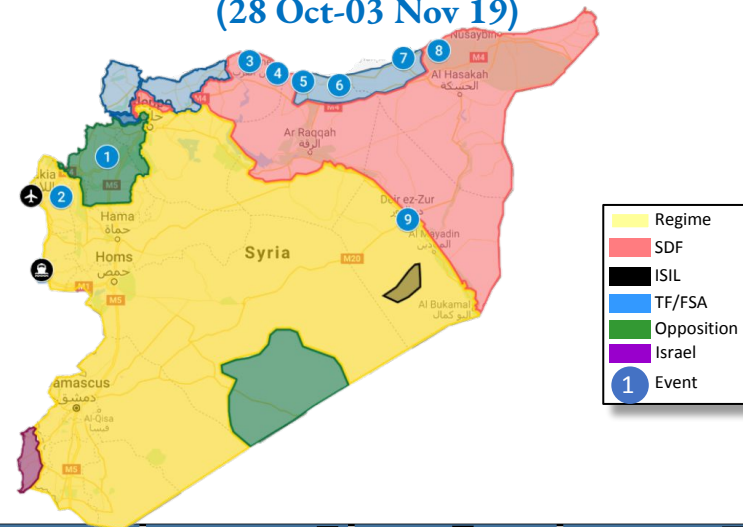 (28 Oct-03 Nov 19)
Nusaybin
M4
Al Hasakah
الحسكة
3
4
5
6
7
8
M4
M4
Ar Raqqah
الرقة
1
M5
2
Deir ez-Zur
9
Al Mayadin
Hama
حماة
Homs
حمص
Syria
M20
M1
M5
Al Bukamal
البو كمال
amascus
دمشق
Al-Qisa
M5
Regime
SDF
ISIL
TF/FSA
Opposition
Israel
1 Event